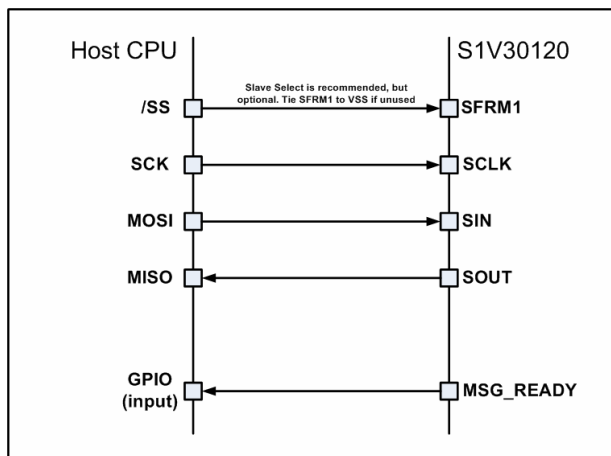 Host CPU
S1V30120
Slave Select is recommended, but
optional. Tie SFRM1 to VSS if unused
/SS
SFRM1
SCK
SCLK
MOSI
SIN
MISO
SOUT
GPIO
(input)
MSG_READY